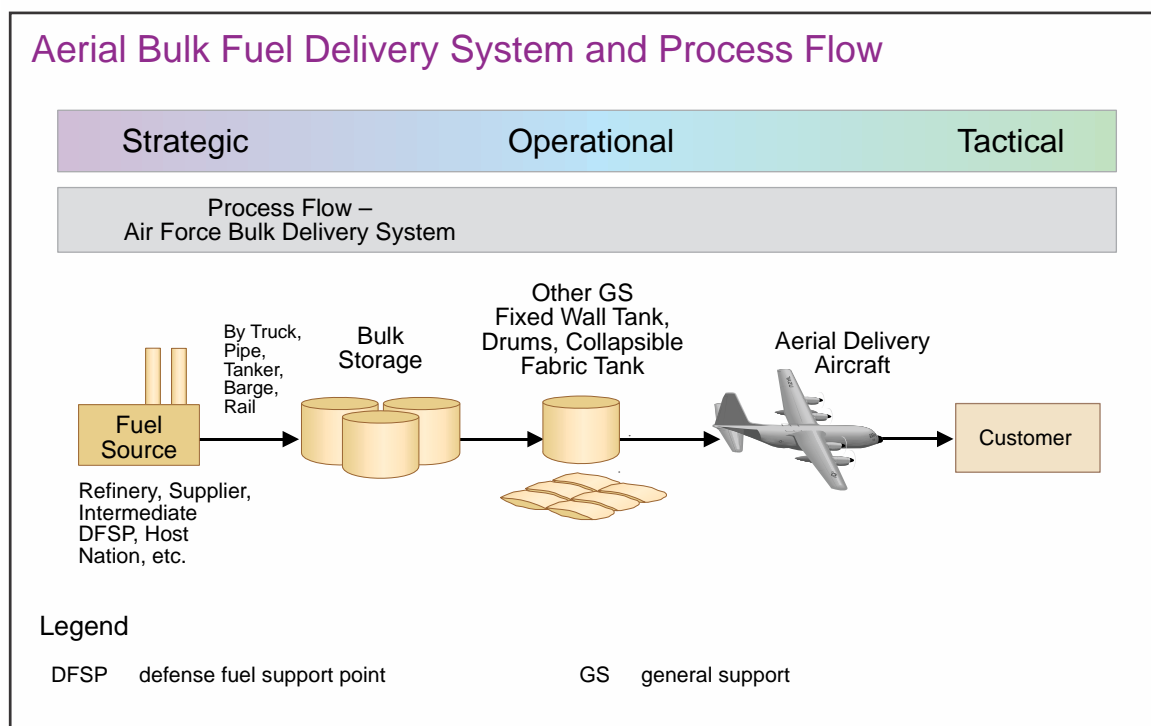 Aerial Bulk Fuel Delivery System and Process Flow
Strategic
Operational
Tactical
Process Flow –
Air Force Bulk Delivery System
Fuel
Source
Refinery, Supplier,
Intermediate
DFSP, Host
Nation, etc.
By Truck,
Pipe,
Tanker,
Barge,
Rail
Bulk
Storage
Other GS
Fixed Wall Tank,
Drums, Collapsible
Fabric Tank
Aerial Delivery
Aircraft
Customer
Legend
DFSP defense fuel support point
GS general support